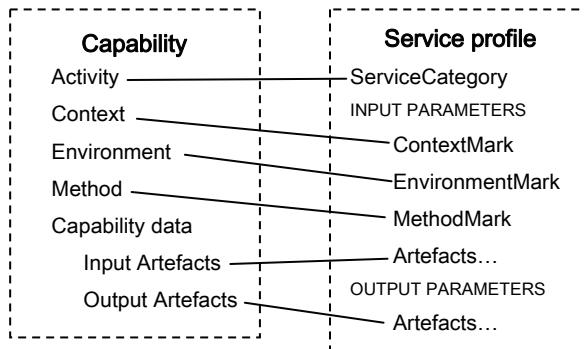 Capability
Activity
Context
Environment
Method
Capability data
Input Artefacts
Output Artefacts
Service profile
ServiceCategory
INPUT PARAMETERS
ContextMark
EnvironmentMark
MethodMark
Artefacts…
OUTPUT PARAMETERS
Artefacts…